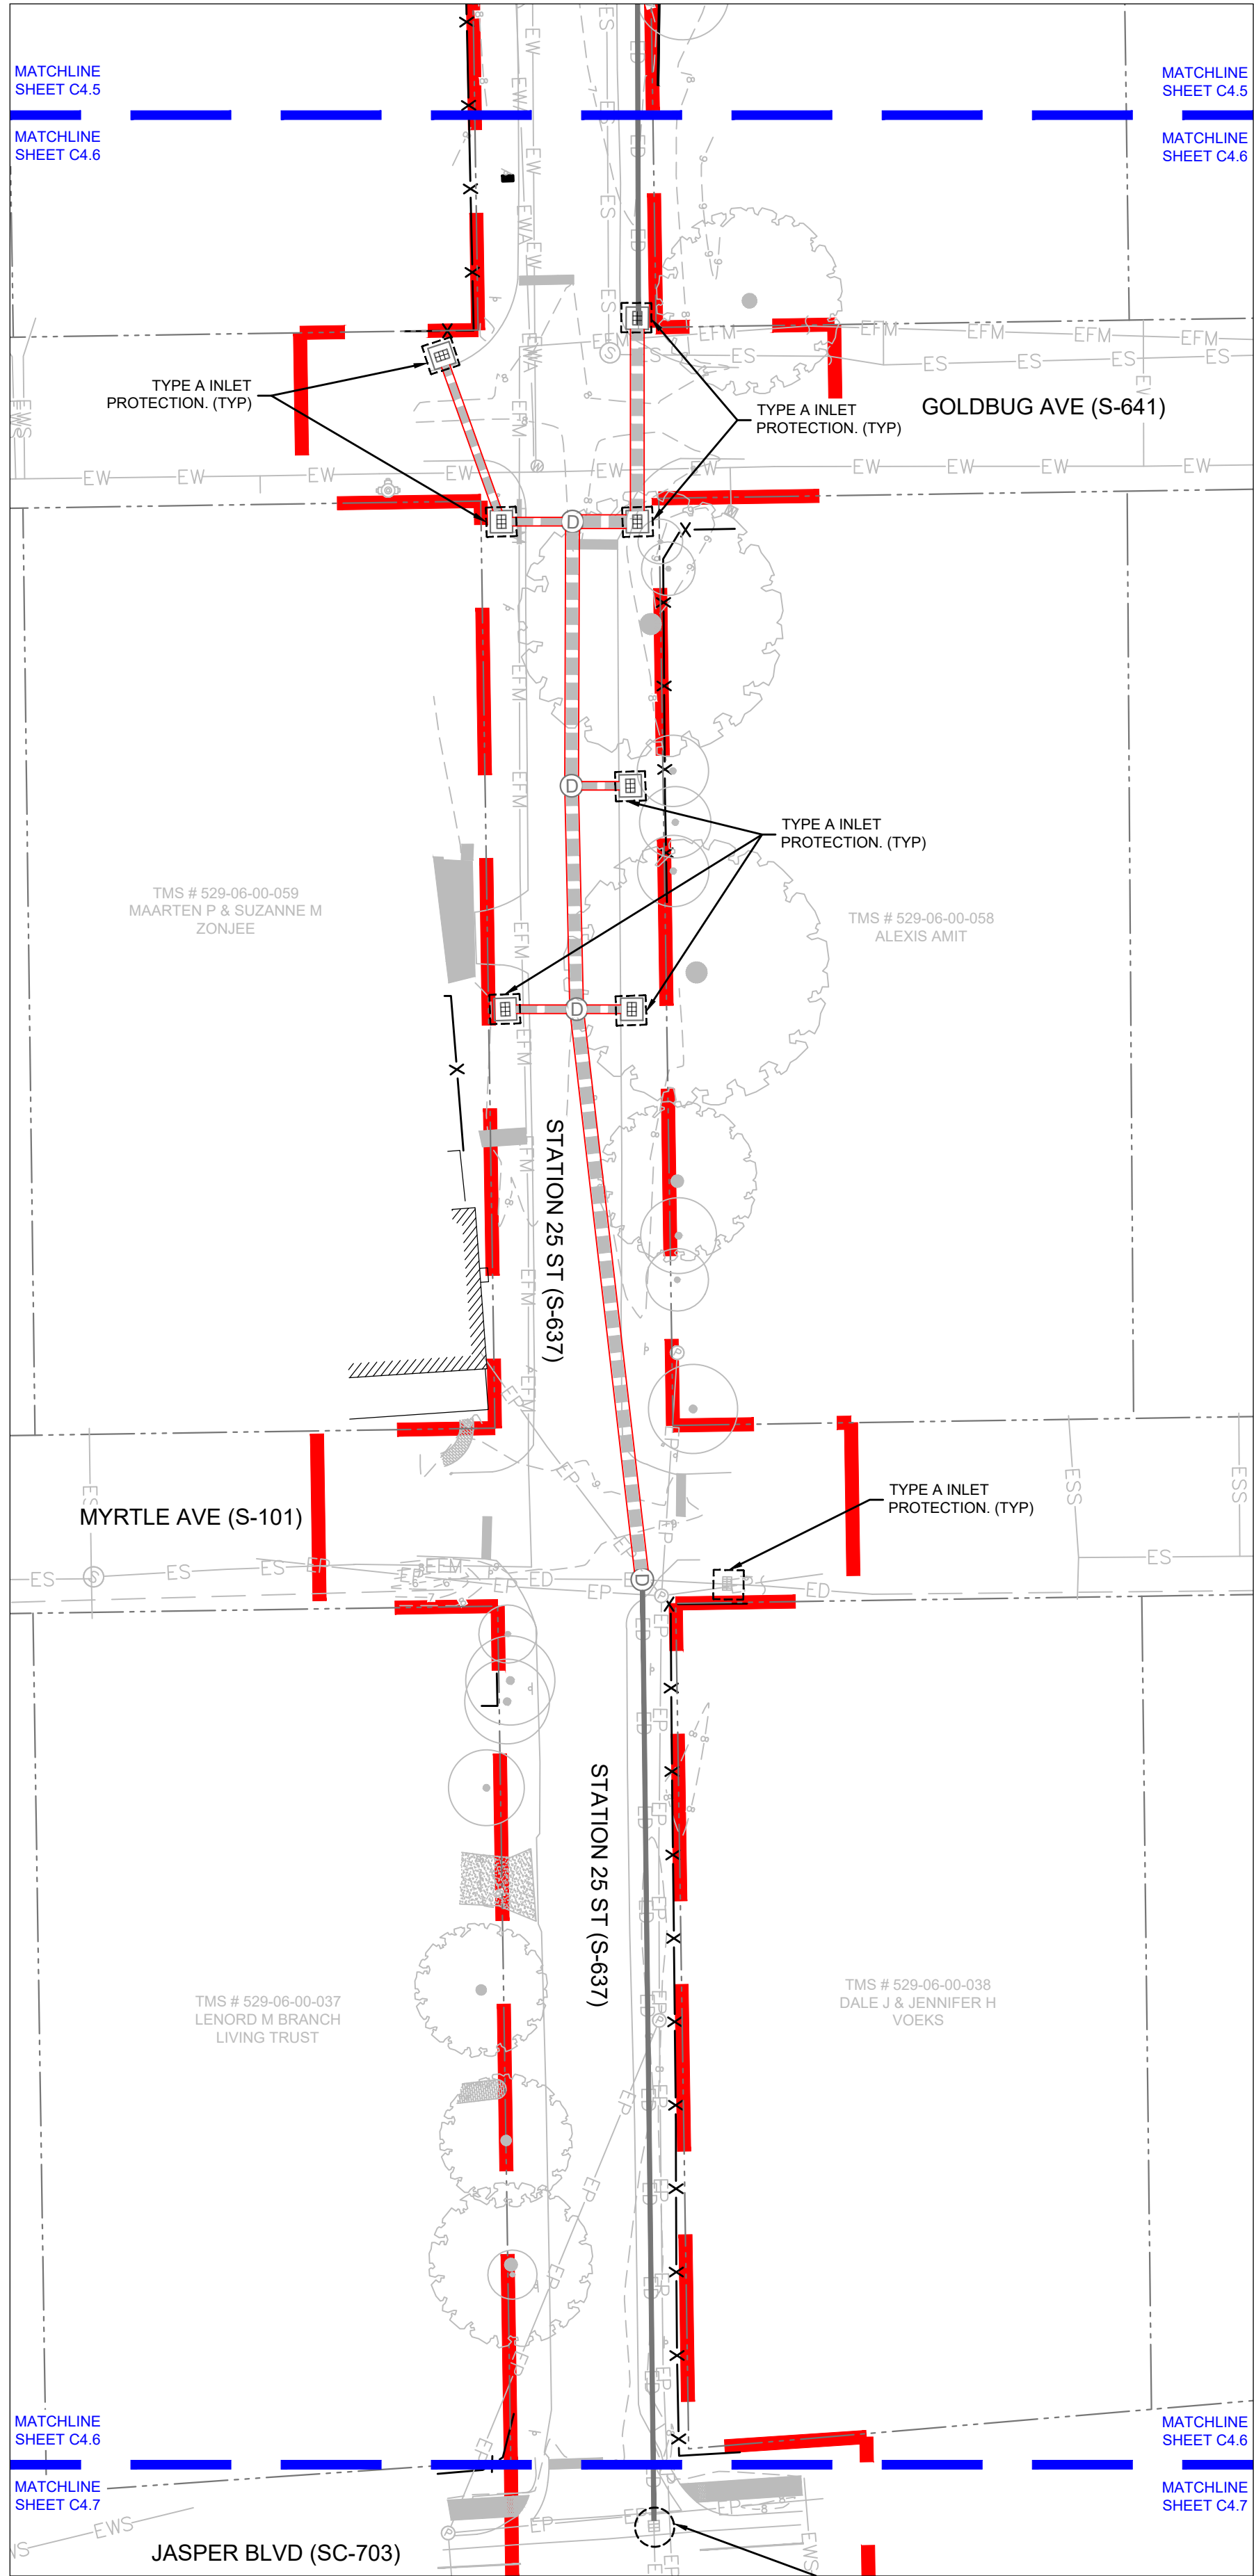 MATCHLINE
SHEET C4.5
MATCHLINE
SHEET C4.5
MATCHLINE
SHEET C4.6
MATCHLINE
SHEET C4.6
TYPE A INLET
PROTECTION. (TYP)
TYPE A INLET
PROTECTION. (TYP)
GOLDBUG AVE (S-641)
TYPE A INLET
PROTECTION. (TYP)
TMS # 529-06-00-059
MAARTEN P & SUZANNE M
ZONJEE
TMS # 529-06-00-058
ALEXIS AMIT
STATION 25 ST (S-637)
MYRTLE AVE (S-101)
TYPE A INLET
PROTECTION. (TYP)
STATION 25 ST (S-637)
TMS # 529-06-00-037
LENORD M BRANCH
LIVING TRUST
TMS # 529-06-00-038
DALE J & JENNIFER H
VOEKS
MATCHLINE
SHEET C4.6
MATCHLINE
SHEET C4.6
MATCHLINE
SHEET C4.7
MATCHLINE
SHEET C4.7
EWS
JASPER BLVD (SC-703)